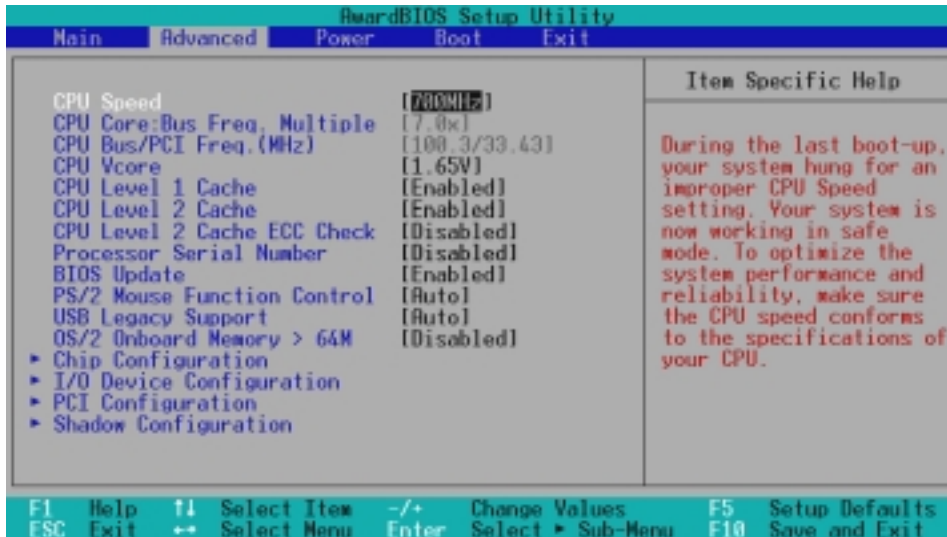 AwardBIOS Setup Utility
Main Advanced Power Boot Exit
CPU Speed [700MHz]
CPU Core:Bus Freq. Multiple [7.0x]
CPU Bus/PCI Freq.(MHz) [100.3/33.43]
CPU Vcore [1.65V]
CPU Level 1 Cache [Enabled]
CPU Level 2 Cache [Enabled]
CPU Level 2 Cache ECC Check [Disabled]
Processor Serial Number [Disabled]
BIOS Update [Enabled]
PS/2 Mouse Function Control [Auto]
USB Legacy Support [Auto]
OS/2 Onboard Memory > 64M [Disabled]
▶ Chip Configuration
▶ I/O Device Configuration
▶ PCI Configuration
▶ Shadow Configuration
Item Specific Help
During the last boot-up,
your system hung for an
improper CPU Speed
setting. Your system is
now working in safe
mode. To optimize the
system performance and
reliability, make sure
the CPU speed conforms
to the specifications of
your CPU.
F1 Help ↑↓ Select Item -/+ Change Values F5 Setup Defaults
ESC Exit ↔ Select Menu Enter Select ▶ Sub-Menu F10 Save and Exit